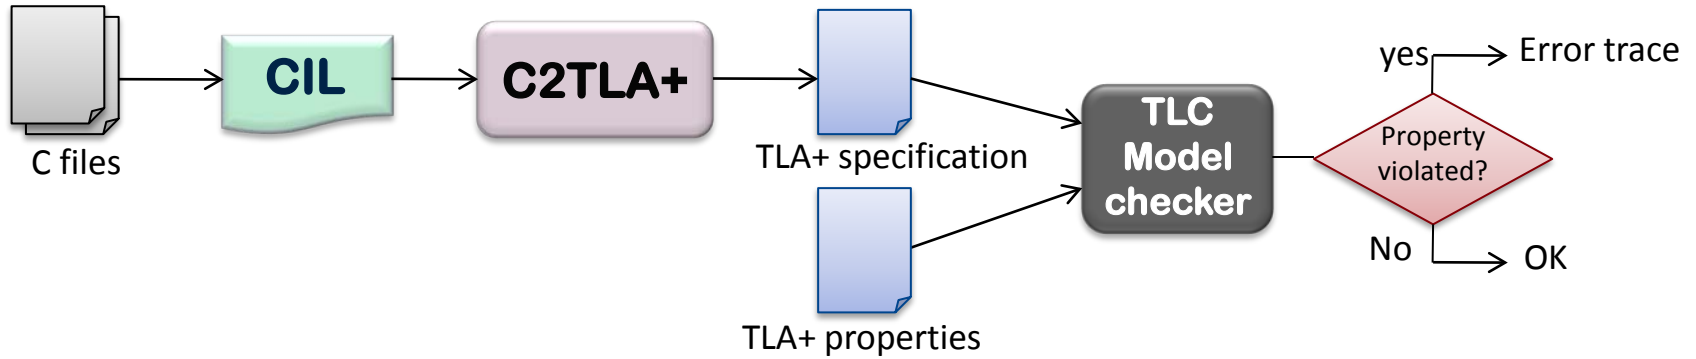 C files
CIL
C2TLA+
TLA+ specification
TLA+ properties
TLC
Model
checker
Property
violated?
yes
Error trace
No
OK